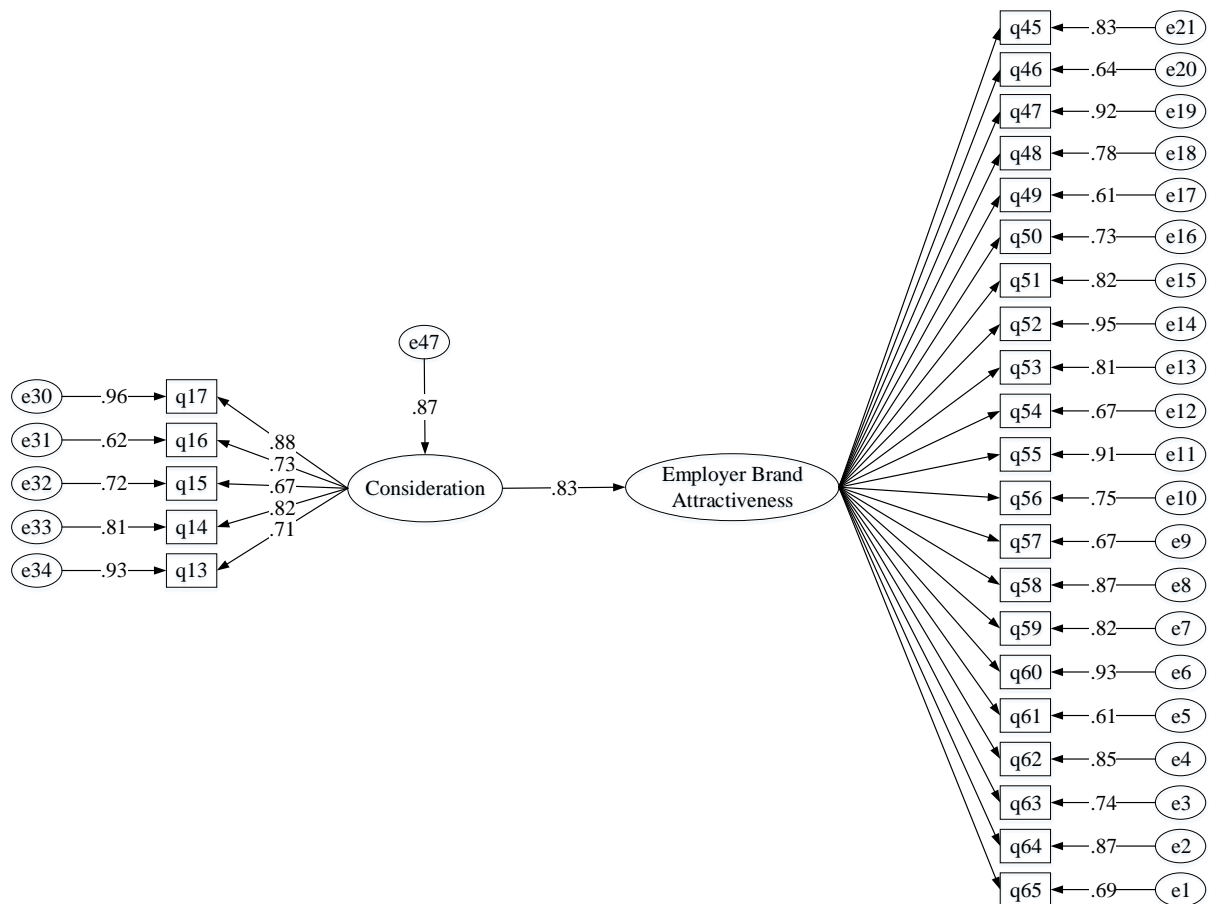 q45 .83 e21
q46 .64 e20
q47 .92 e19
q48 .78 e18
q49 .61 e17
q50 .73 e16
q51 .82 e15
q52 .95 e14
e47
q53 .81 e13
e30 .96 q17
.87
q54 .67 e12
e31 .62 q16
.88
q55 .91 e11
.73
e32 .72 q15
.67
Consideration
.83
Employer Brand
Attractiveness
q56 .75 e10
.82
e33 .81 q14
.71
q57 .67 e9
e34 .93 q13
q58 .87 e8
q59 .82 e7
q60 .93 e6
q61 .61 e5
q62 .85 e4
q63 .74 e3
q64 .87 e2
q65 .69 e1